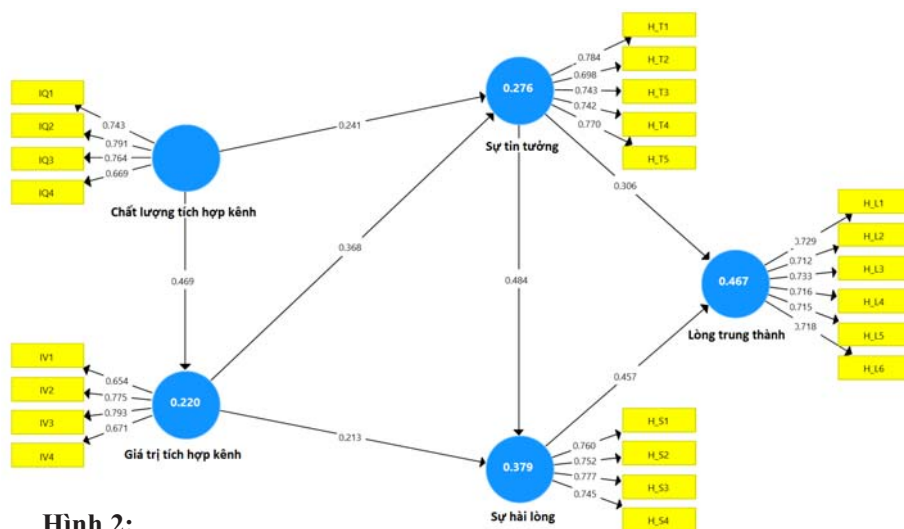 H_T1
0.784
H_T2
0.698
0.276
0.743
H_T3
0.742
H_T4
0.770
H_T5
Sự tin tưởng
IQ1
0.743
IQ2
0.791
IQ3
0.764
IQ4
0.669
Chất lượng tích hợp kênh
0.241
0.306
0.368
0.469
0.484
H_L1
0.729
H_L2
0.712
0.467
0.733
H_L3
0.716
H_L4
0.715
H_L5
0.718
H_L6
Lòng trung thành
IV1
0.654
IV2
0.775
0.220
IV3
0.793
IV4
0.671
Giá trị tích hợp kênh
0.213
0.457
H_S1
0.760
H_S2
0.752
0.379
0.777
H_S3
0.745
H_S4
Sự hài lòng
Hình 2: